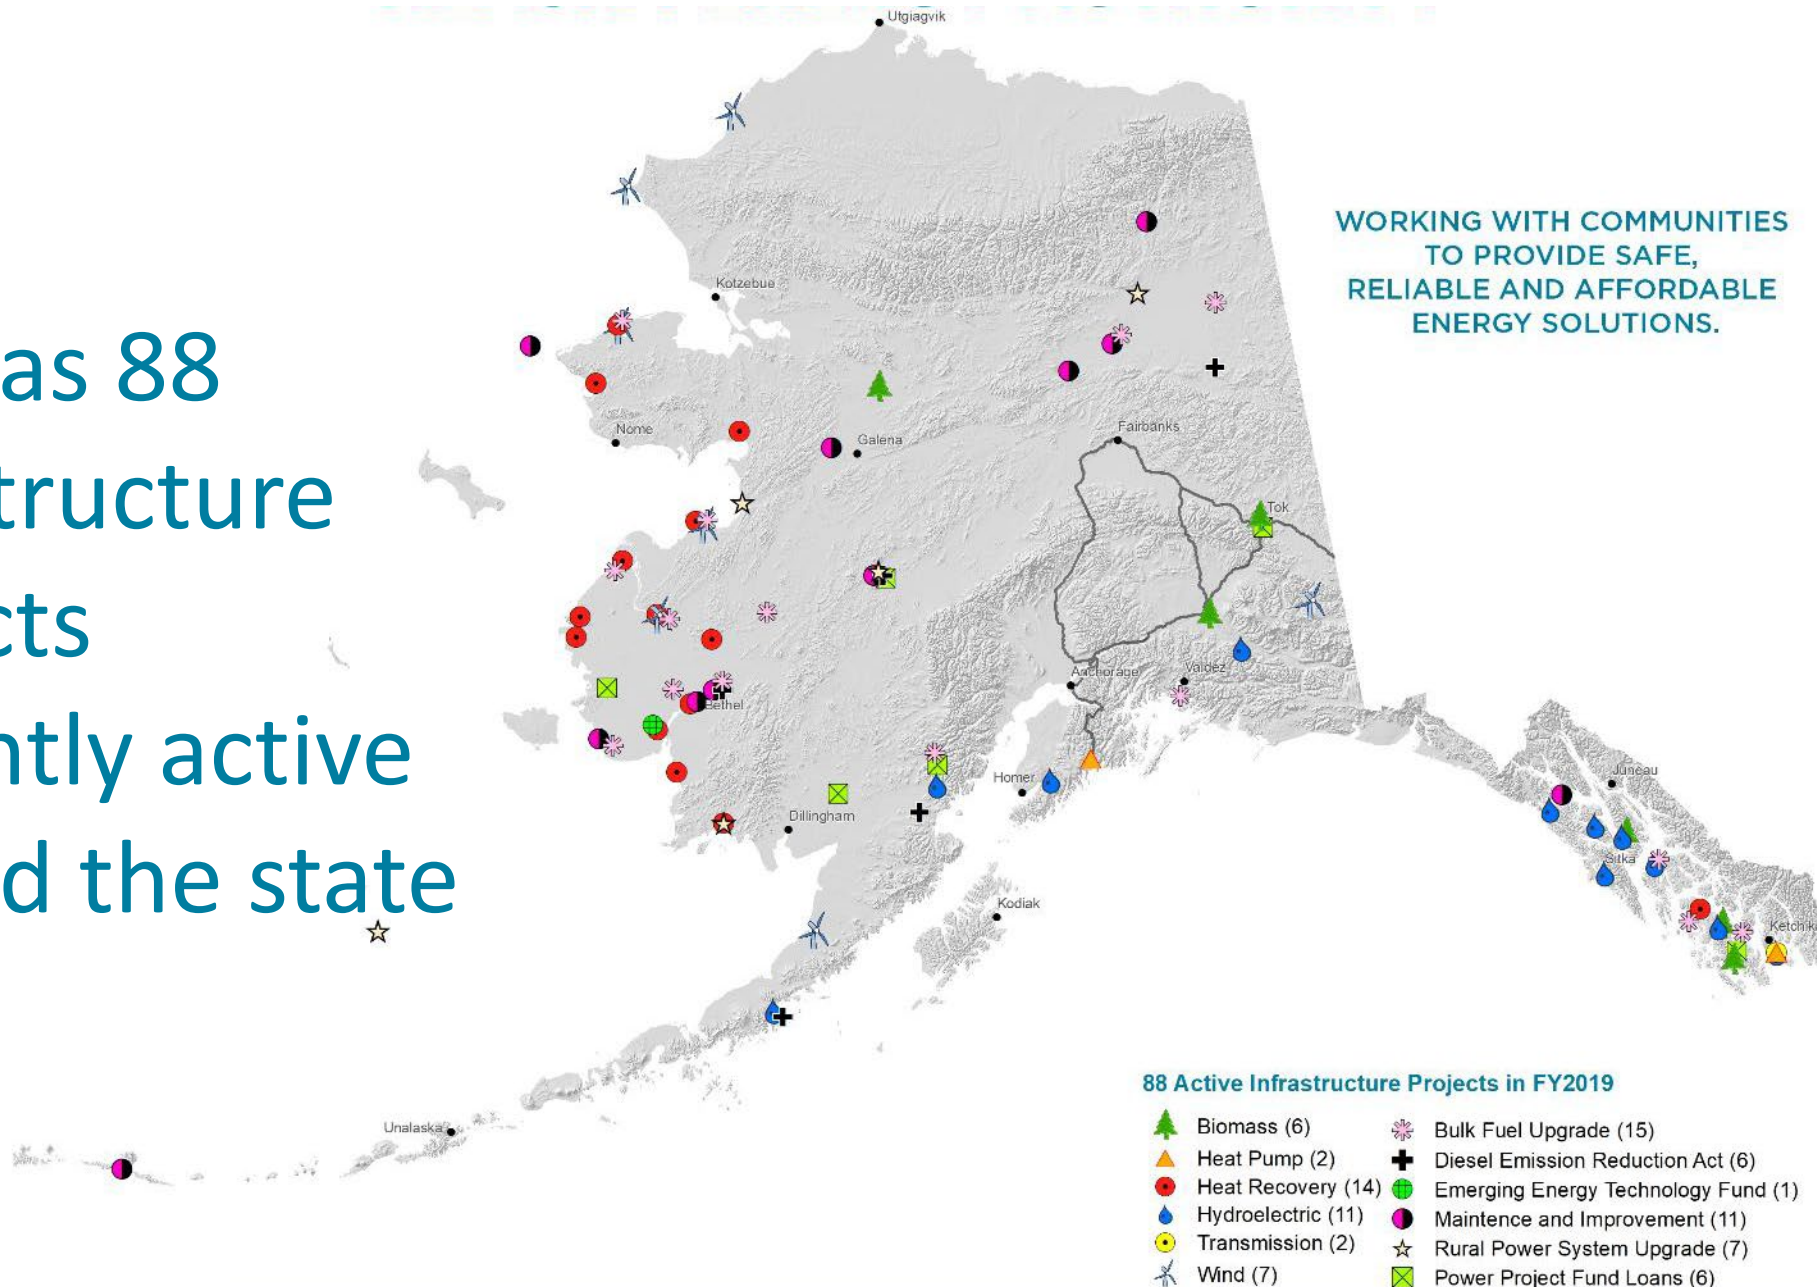 as 88
tructure
cts
ntly active
d the state
Utgiagvik
WORKING WITH COMMUNITIES
TO PROVIDE SAFE,
RELIABLE AND AFFORDABLE
ENERGY SOLUTIONS.
Kotzebue
Nome
Galena
Fairbanks
Tok
Anchorage
Valdez
Bethel
Homer
Dillingham
Kodiak
Juneau
Sitka
Ketchik
Unalaska
88 Active Infrastructure Projects in FY2019
Biomass (6)
Heat Pump (2)
Heat Recovery (14)
Hydroelectric (11)
Transmission (2)
Wind (7)
Bulk Fuel Upgrade (15)
Diesel Emission Reduction Act (6)
Emerging Energy Technology Fund (1)
Maintence and Improvement (11)
Rural Power System Upgrade (7)
Power Project Fund Loans (6)